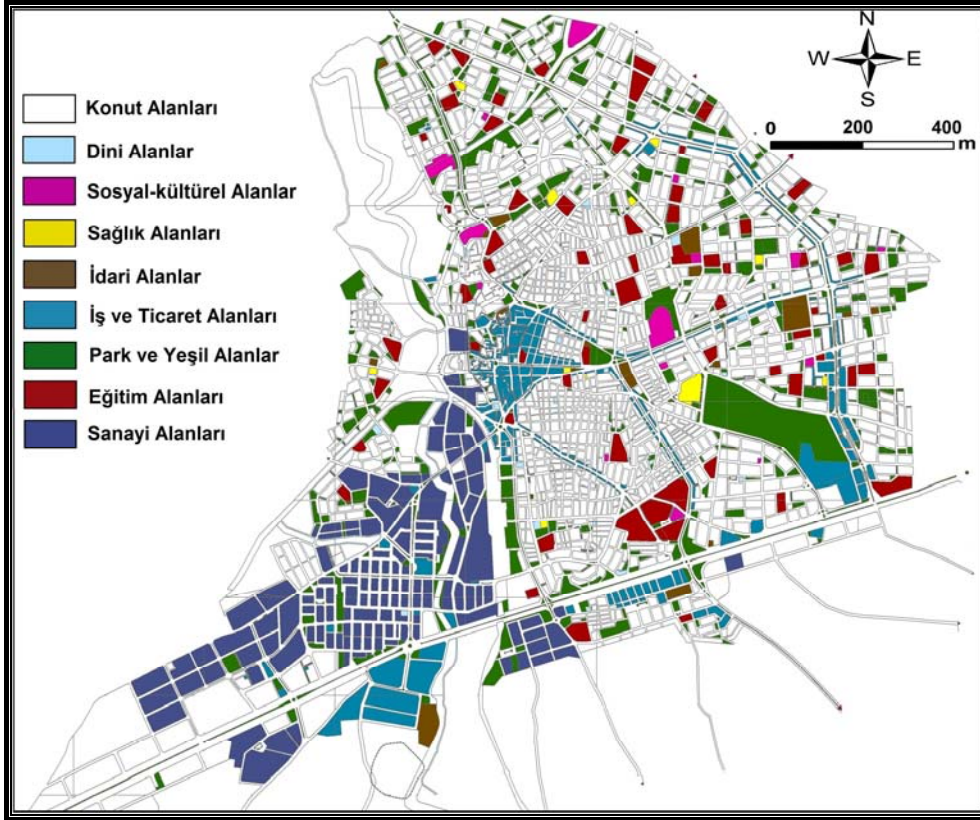 Konut Alanları
Dini Alanlar
Sosyal-kültürel Alanlar
Sağlık Alanları
İdari Alanlar
İş ve Ticaret Alanları
Park ve Yeşil Alanlar
Eğitim Alanları
Sanayi Alanları
N
W E
S
0 200 400
m